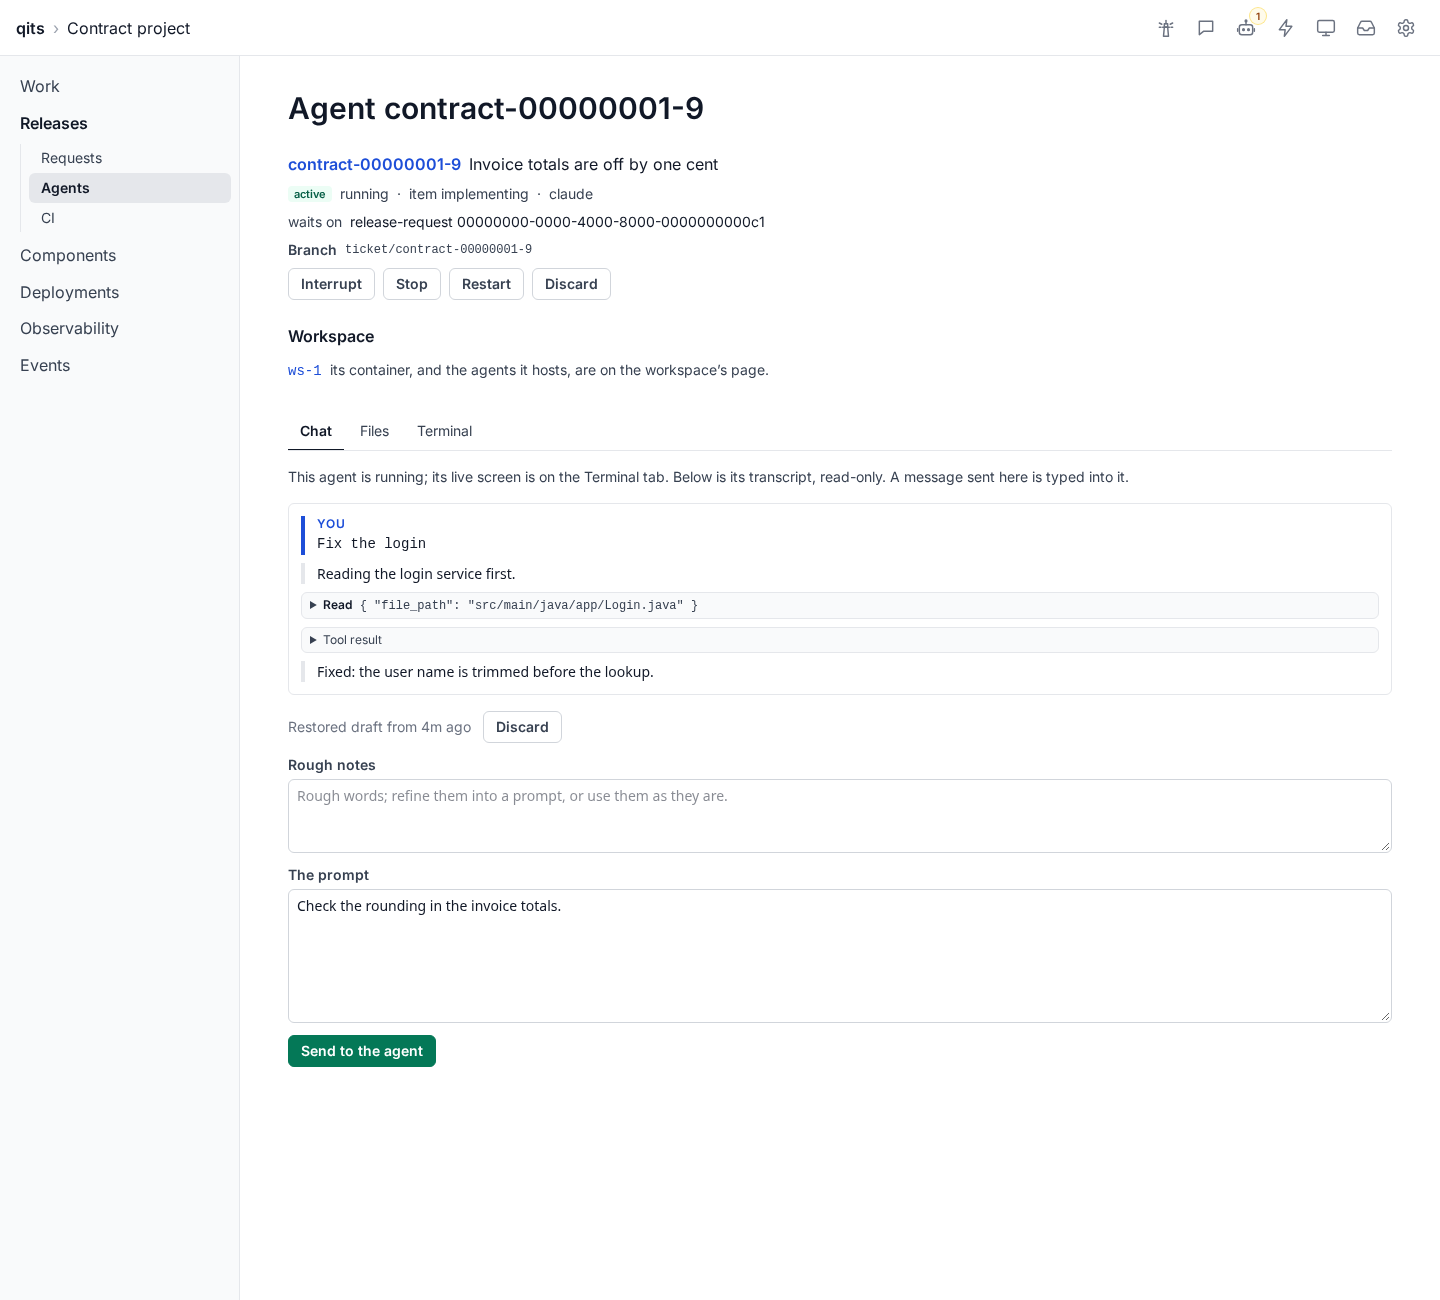 qits › Contract project
1
Work
Releases
Requests
Agents
CI
Components
Deployments
Observability
Events
Agent contract-00000001-9
contract-00000001-9 Invoice totals are off by one cent
active running · item implementing · claude
waits on release-request 00000000-0000-4000-8000-0000000000c1
Branch ticket/contract-00000001-9
Interrupt Stop Restart Discard
Workspace
ws-1 its container, and the agents it hosts, are on the workspace’s page.
Chat Files Terminal
This agent is running; its live screen is on the Terminal tab. Below is its transcript, read-only. A message sent here is typed into it.
YOU
Fix the login
Reading the login service first.
Read { "file_path": "src/main/java/app/Login.java" }
Tool result
Fixed: the user name is trimmed before the lookup.
Restored draft from 4m ago Discard
Rough notes
Rough words; refine them into a prompt, or use them as they are.
The prompt
Check the rounding in the invoice totals.
Send to the agent